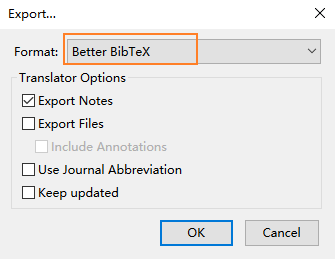 Export...
Format: Better BibTeX
Translator Options
Export Notes
Export Files
Include Annotations
Use Journal Abbreviation
Keep updated
OK Cancel